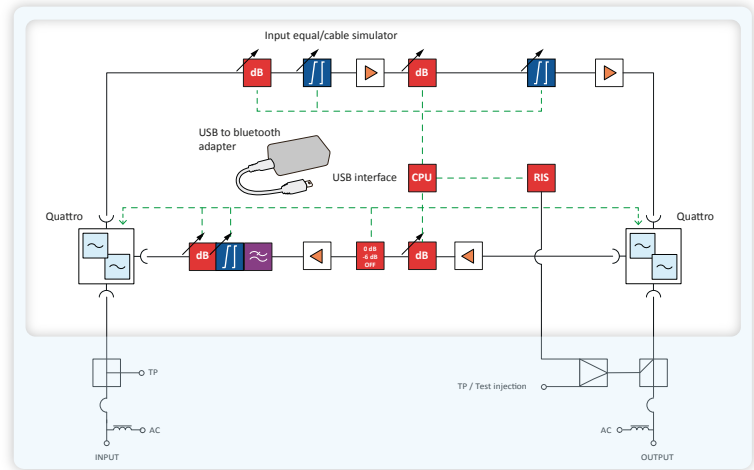 Input equal/cable simulator
dB
dB
USB to bluetooth
adapter
USB interface
CPU
RIS
Quattro
Quattro
dB
0 dB
-6 dB
OFF
dB
TP
TP / Test injection
AC
AC
INPUT
OUTPUT